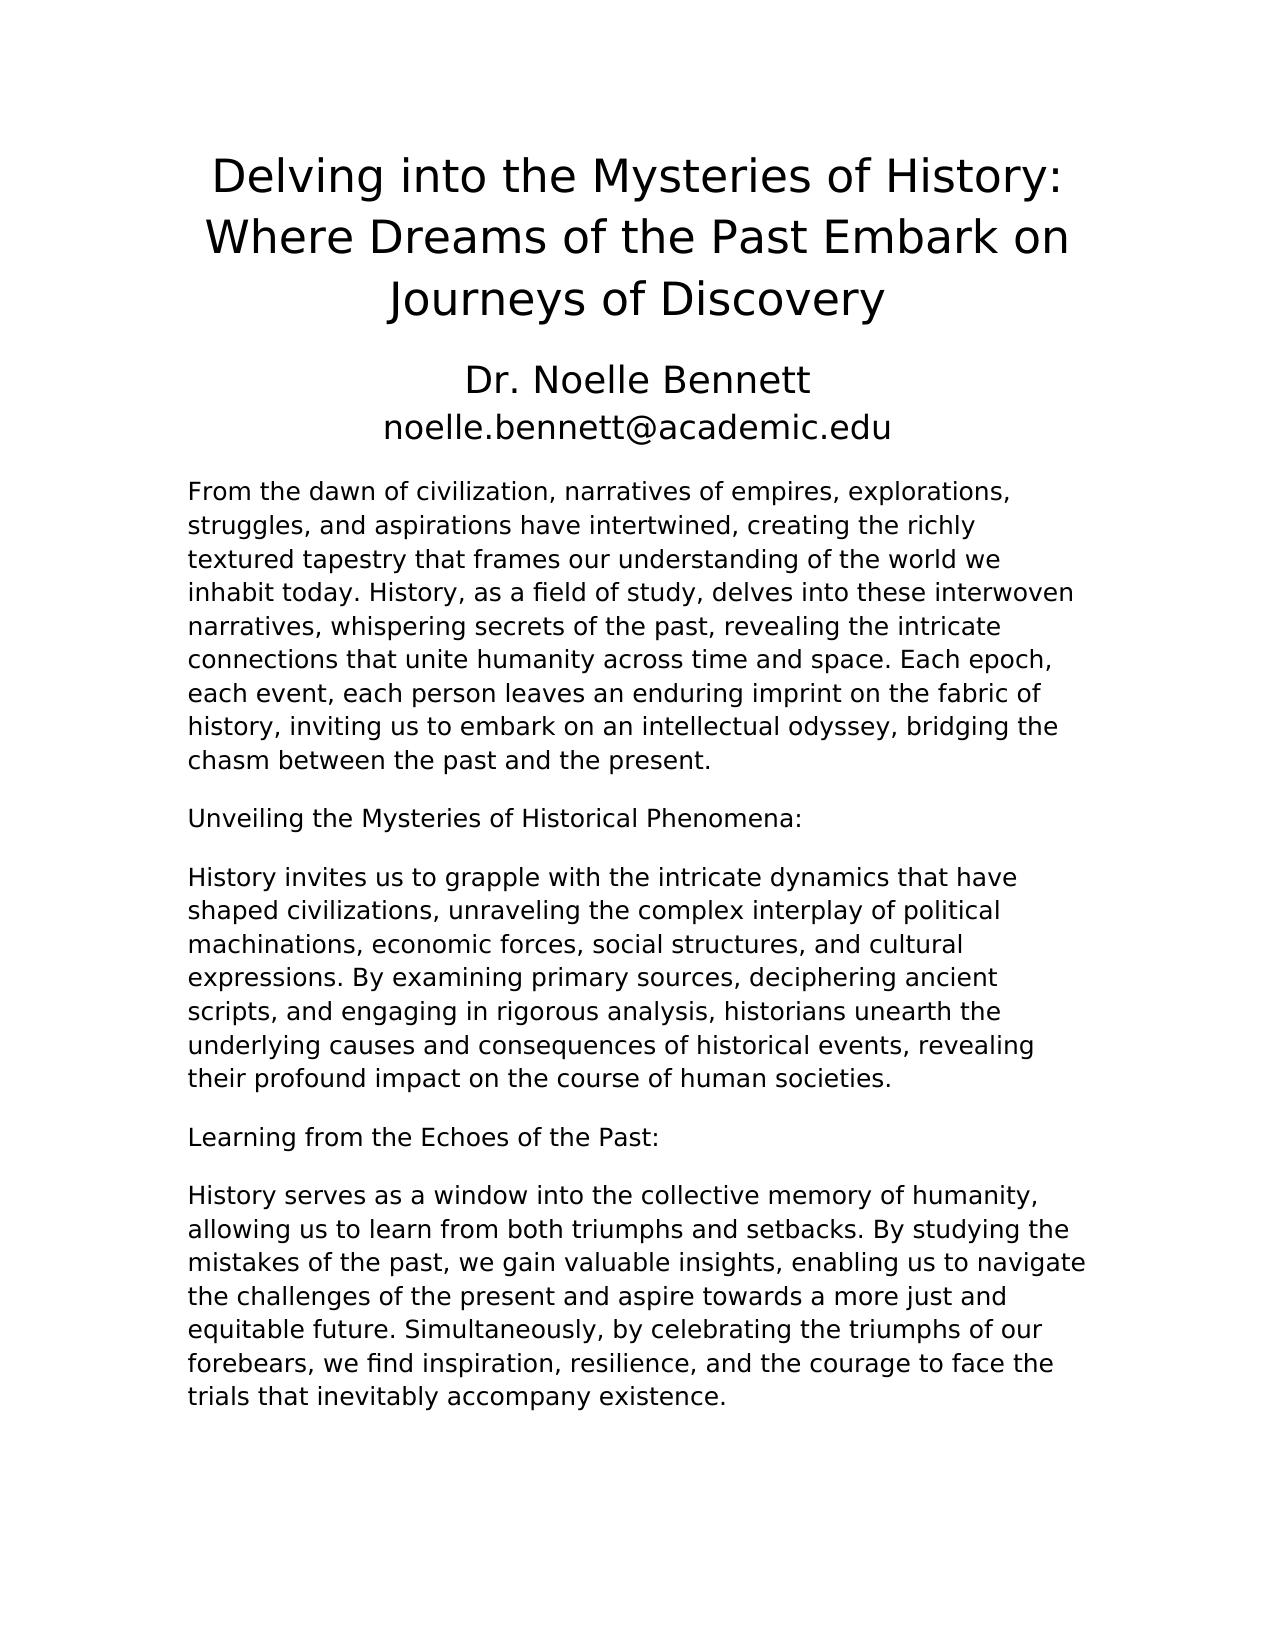 Delving into the Mysteries of History:
Where Dreams of the Past Embark on
Journeys of Discovery
Dr. Noelle Bennett
noelle.bennett@academic.edu
From the dawn of civilization, narratives of empires, explorations,
struggles, and aspirations have intertwined, creating the richly
textured tapestry that frames our understanding of the world we
inhabit today. History, as a field of study, delves into these interwoven
narratives, whispering secrets of the past, revealing the intricate
connections that unite humanity across time and space. Each epoch,
each event, each person leaves an enduring imprint on the fabric of
history, inviting us to embark on an intellectual odyssey, bridging the
chasm between the past and the present.
Unveiling the Mysteries of Historical Phenomena:
History invites us to grapple with the intricate dynamics that have
shaped civilizations, unraveling the complex interplay of political
machinations, economic forces, social structures, and cultural
expressions. By examining primary sources, deciphering ancient
scripts, and engaging in rigorous analysis, historians unearth the
underlying causes and consequences of historical events, revealing
their profound impact on the course of human societies.
Learning from the Echoes of the Past:
History serves as a window into the collective memory of humanity,
allowing us to learn from both triumphs and setbacks. By studying the
mistakes of the past, we gain valuable insights, enabling us to navigate
the challenges of the present and aspire towards a more just and
equitable future. Simultaneously, by celebrating the triumphs of our
forebears, we find inspiration, resilience, and the courage to face the
trials that inevitably accompany existence.